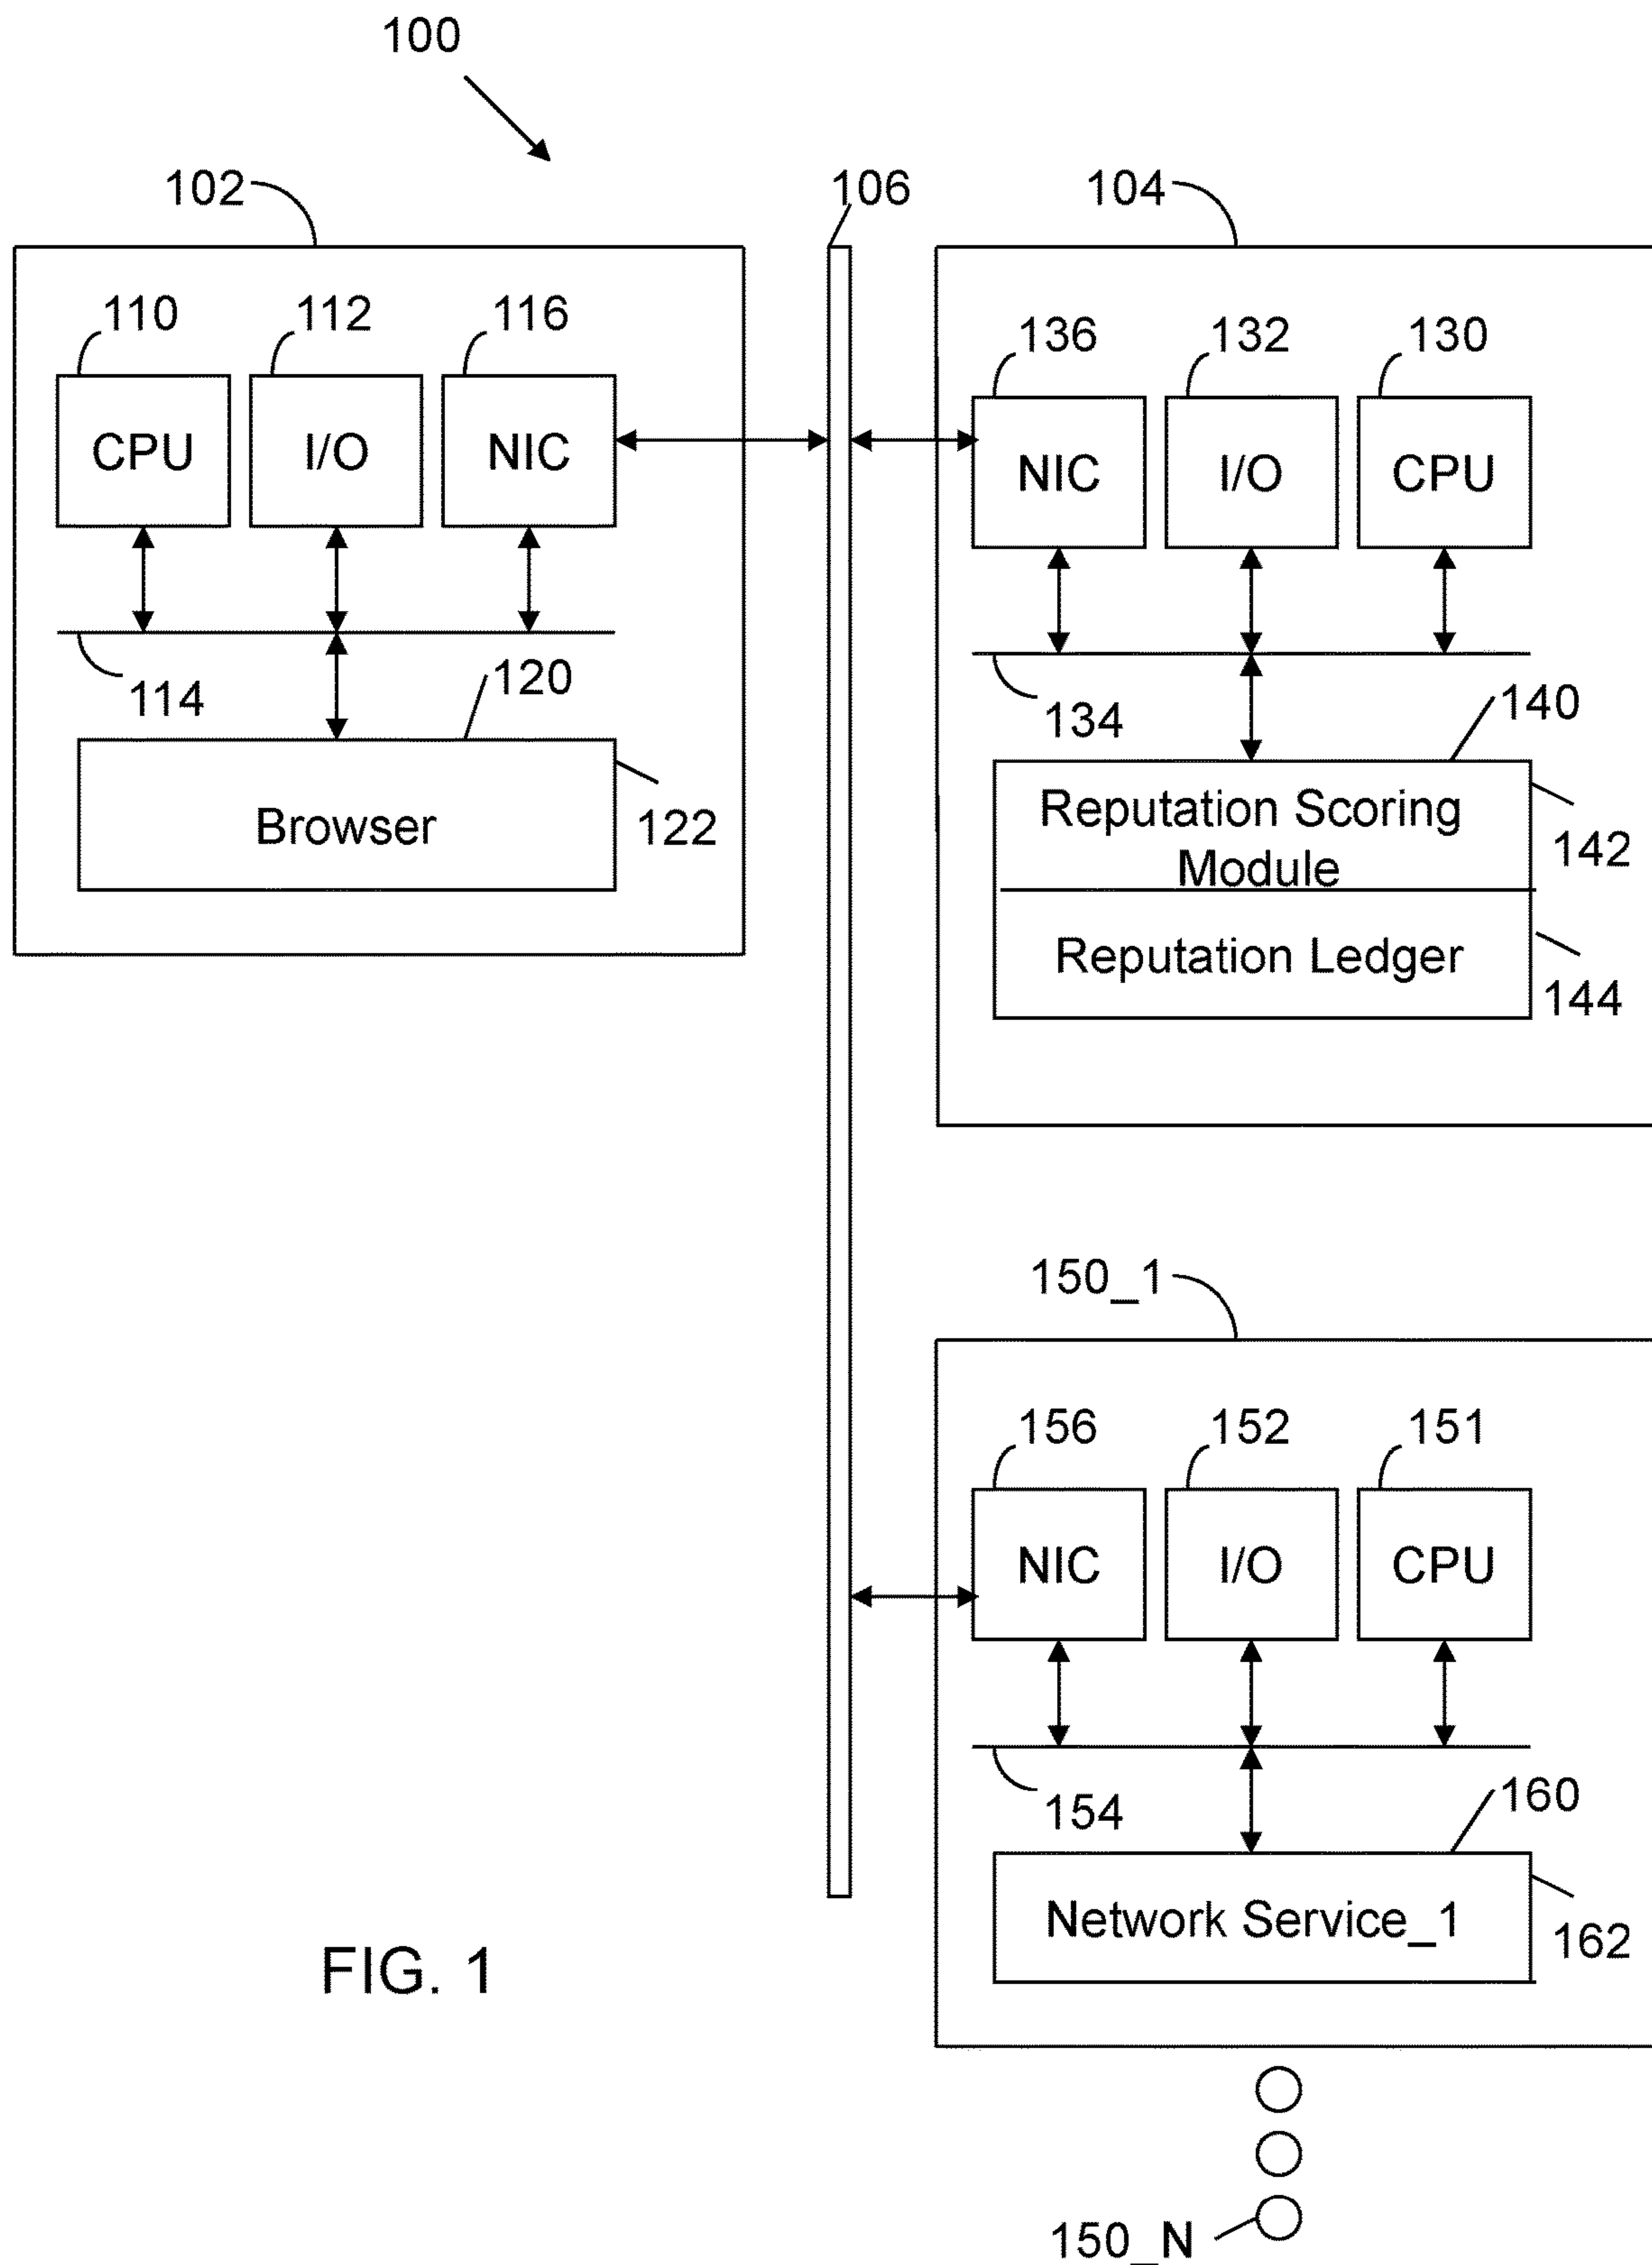 100
102
106
104
110
112
116
136
132
130
CPU
I/O
NIC
NIC
I/O
CPU
114
120
134
140
Browser
122
Reputation Scoring
Module
142
Reputation Ledger
144
150_1
156
152
151
NIC
I/O
CPU
154
160
Network Service_1
162
FIG. 1
150_N